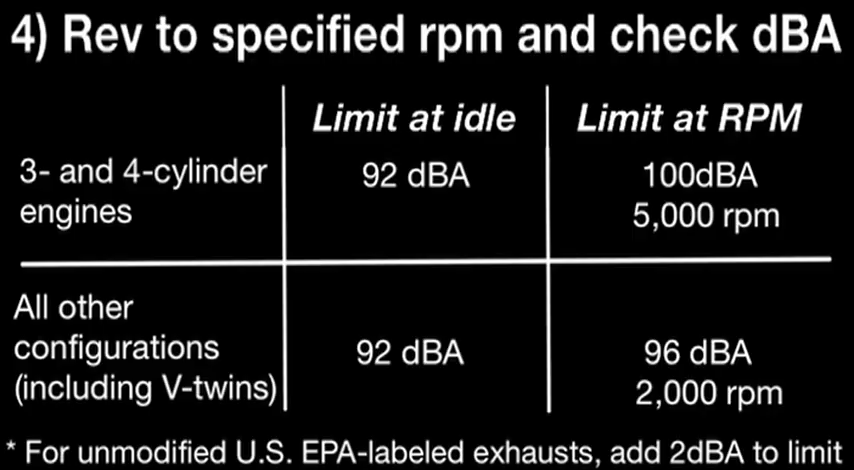 4) Rev to specified rpm and check dBA
Limit at idle
Limit at RPM
3- and 4-cylinder
engines
92 dBA
100dBA
5,000 rpm
All other
configurations
(including V-twins)
92 dBA
96 dBA
2,000 rpm
* For unmodified U.S. EPA-labeled exhausts, add 2dBA to limit